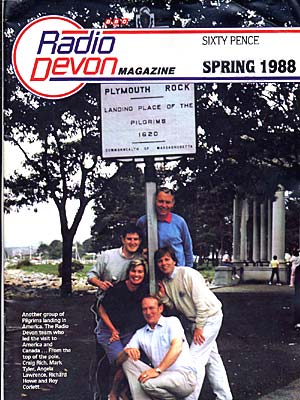 Radio
Devon MAGAZINE
SIXTY PENCE
SPRING 1988
PLYMOUTH ROCK
LANDING PLACE OF THE
PILGRIMS
1620
COMMONWEALTH OF MASSACHUSETTS
Another group of
Pilgrims landing in
America. The Radio
Devon team who
led the visit to
America and
Canada . . . From the
top of the pole,
Craig Rich, Mark
Tyler, Angela
Lawrence, Richard
Howe and Roy
Corlett.